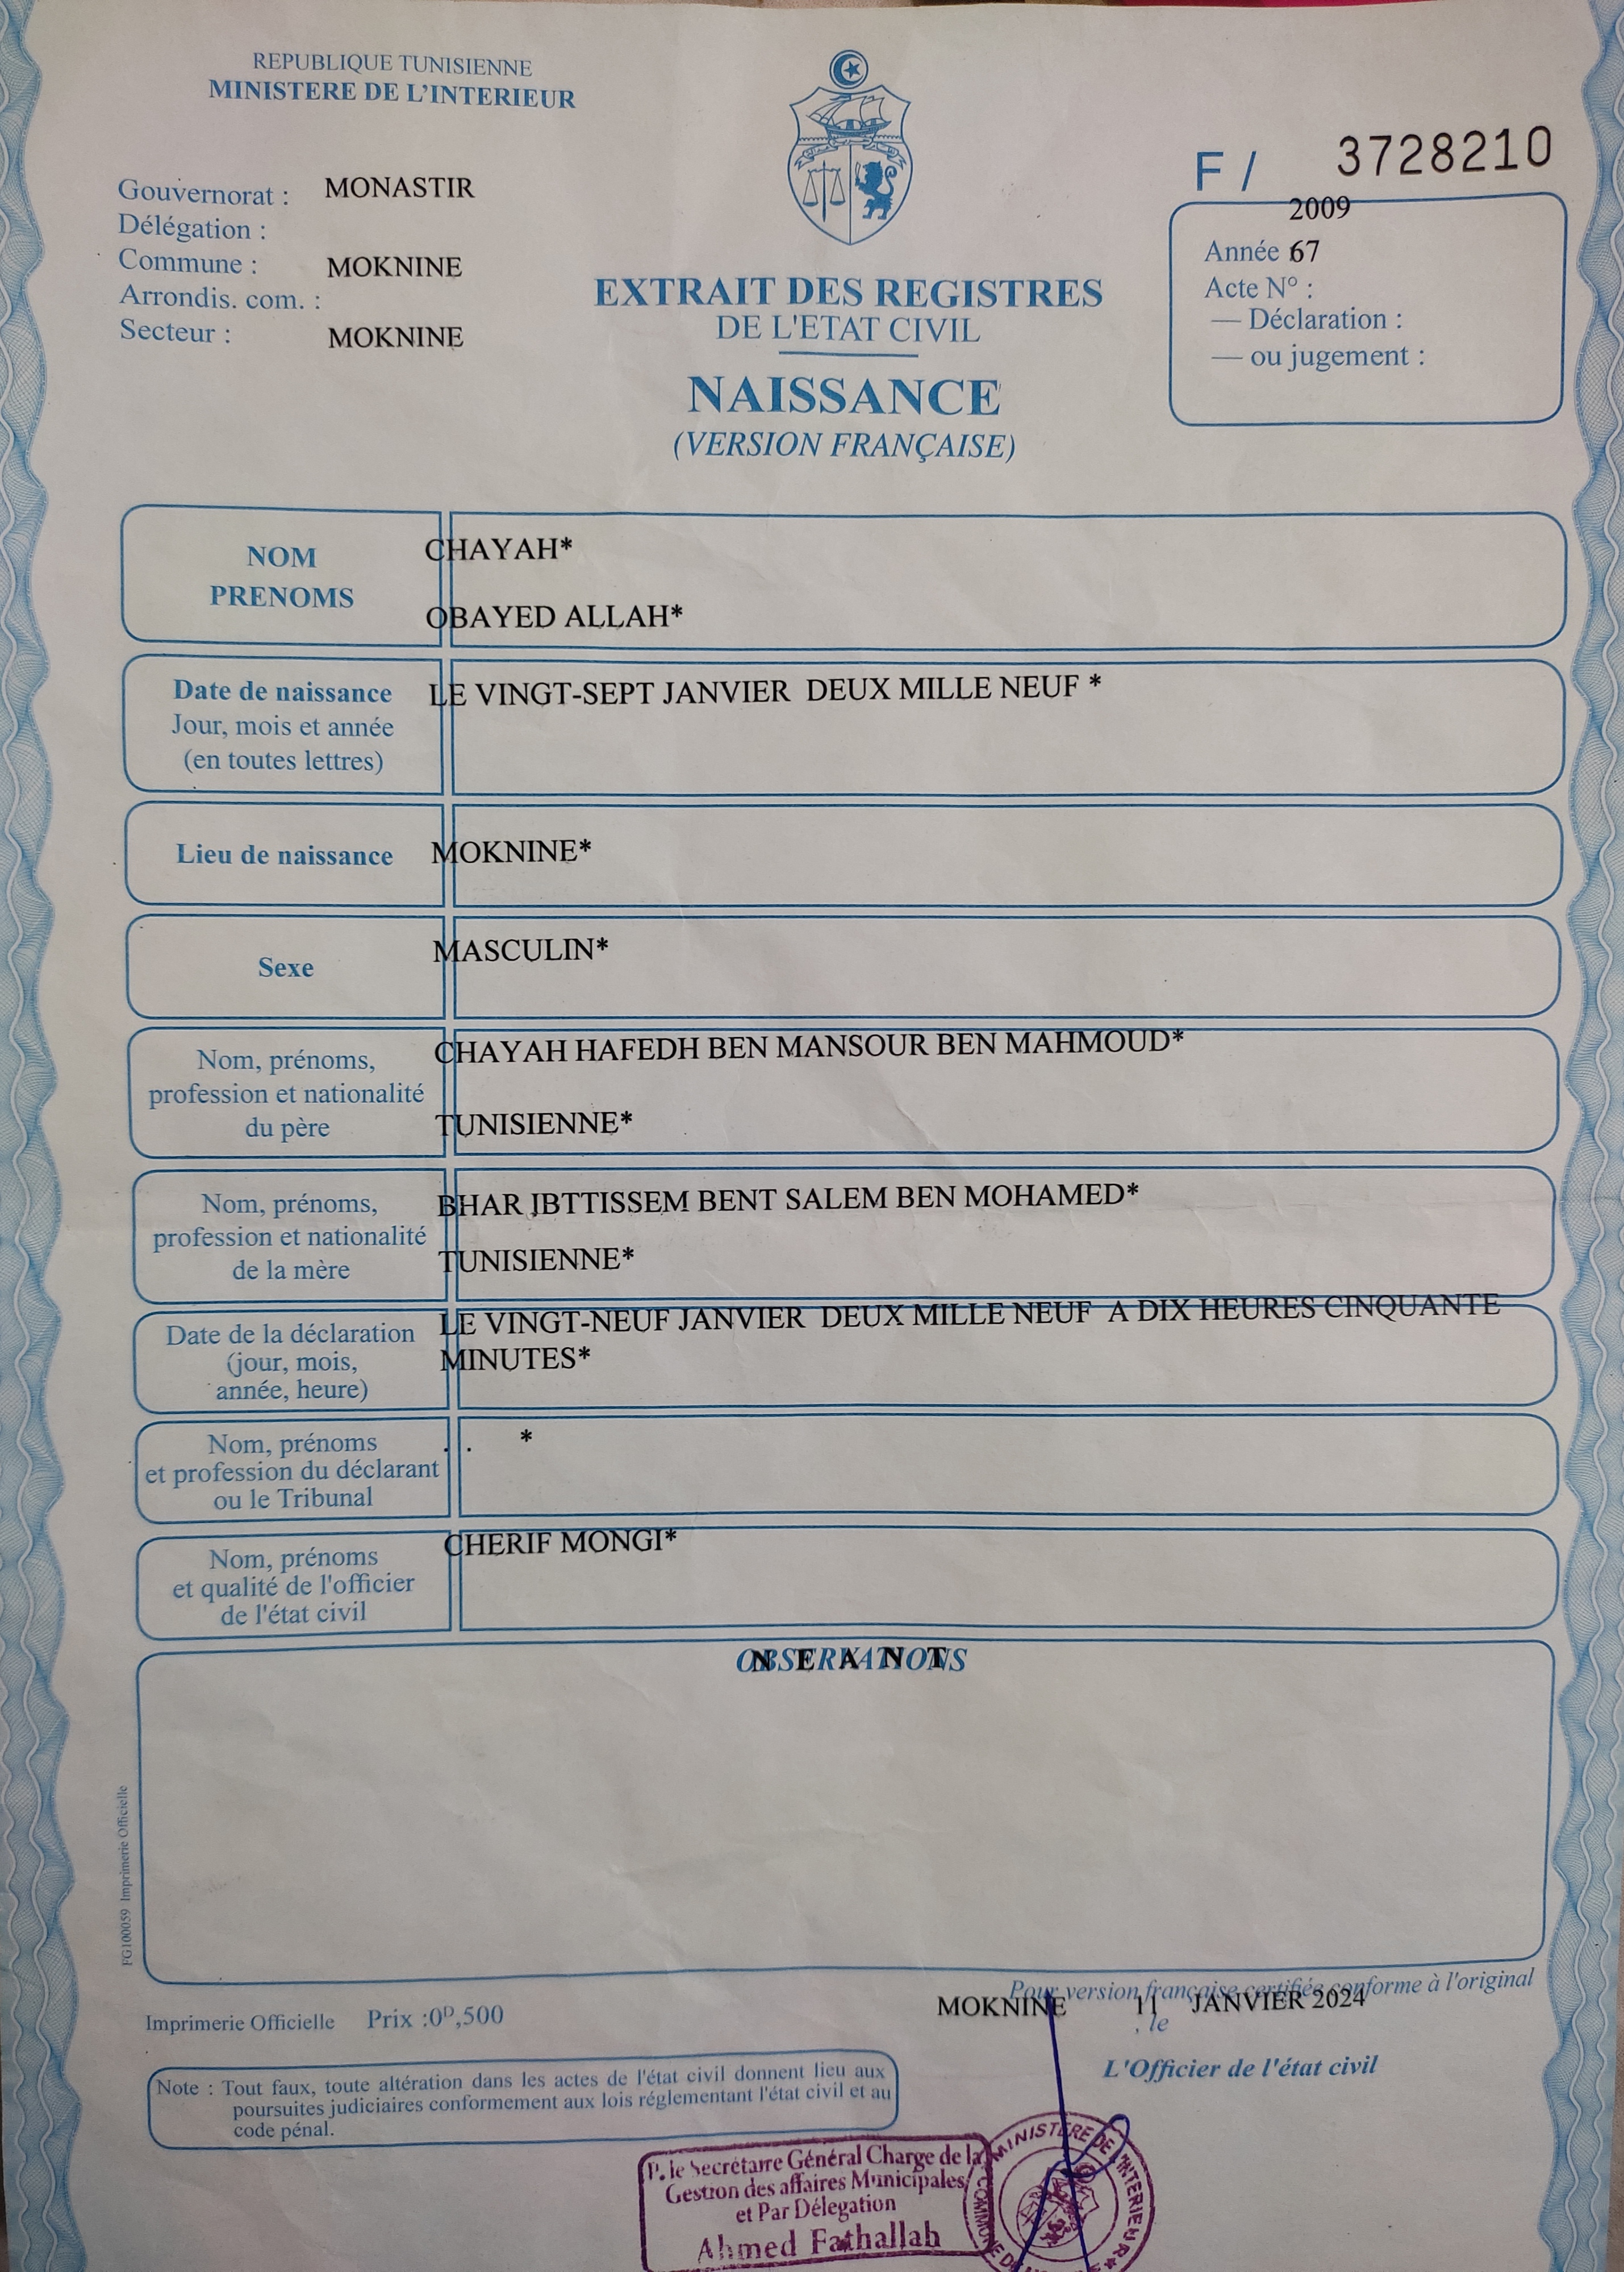 REPUBLIQUE TUNISIENNE
MINISTERE DE L'INTERIEUR
Gouvernorat : MONASTIR
Délégation :
Commune : MOKNINE
Arrondis. com. :
Secteur : MOKNINE
EXTRAIT DES REGISTRES
DE L'ETAT CIVIL
NAISSANCE
(VERSION FRANÇAISE)
F / 3728210
2009
Année 67
Acte N° :
— Déclaration :
— ou jugement :
NOM
PRENOMS
CHAYAH*
OBAYED ALLAH*
Date de naissance
Jour, mois et année
(en toutes lettres)
LE VINGT-SEPT JANVIER DEUX MILLE NEUF *
Lieu de naissance
MOKNINE*
Sexe
MASCULIN*
Nom, prénoms,
profession et nationalité
du père
CHAYAH HAFEDH BEN MANSOUR BEN MAHMOUD*
TUNISIENNE*
Nom, prénoms,
profession et nationalité
de la mère
BHAR IBTTISSEM BENT SALEM BEN MOHAMED*
TUNISIENNE*
Date de la déclaration
(jour, mois,
année, heure)
LE VINGT-NEUF JANVIER DEUX MILLE NEUF A DIX HEURES CINQUANTE
MINUTES*
Nom, prénoms
et profession du déclarant
ou le Tribunal
. . *
Nom, prénoms
et qualité de l'officier
de l'état civil
CHERIF MONGI*
OBSERVATIONS
N E A N T
FG100059 Imprimerie Officielle
Pour version française certifiée conforme à l'original
MOKNINE 11 JANVIER 2024
, le
Imprimerie Officielle Prix :0ᴰ,500
L'Officier de l'état civil
Note : Tout faux, toute altération dans les actes de l'état civil donnent lieu aux
poursuites judiciaires conformement aux lois réglementant l'état civil et au
code pénal.
P. le Secrétaire Général Charge de la
Gestion des affaires Municipales
et Par Délégation
Ahmed Fathallah
MINISTERE DE L'INTERIEUR
COMMUNE